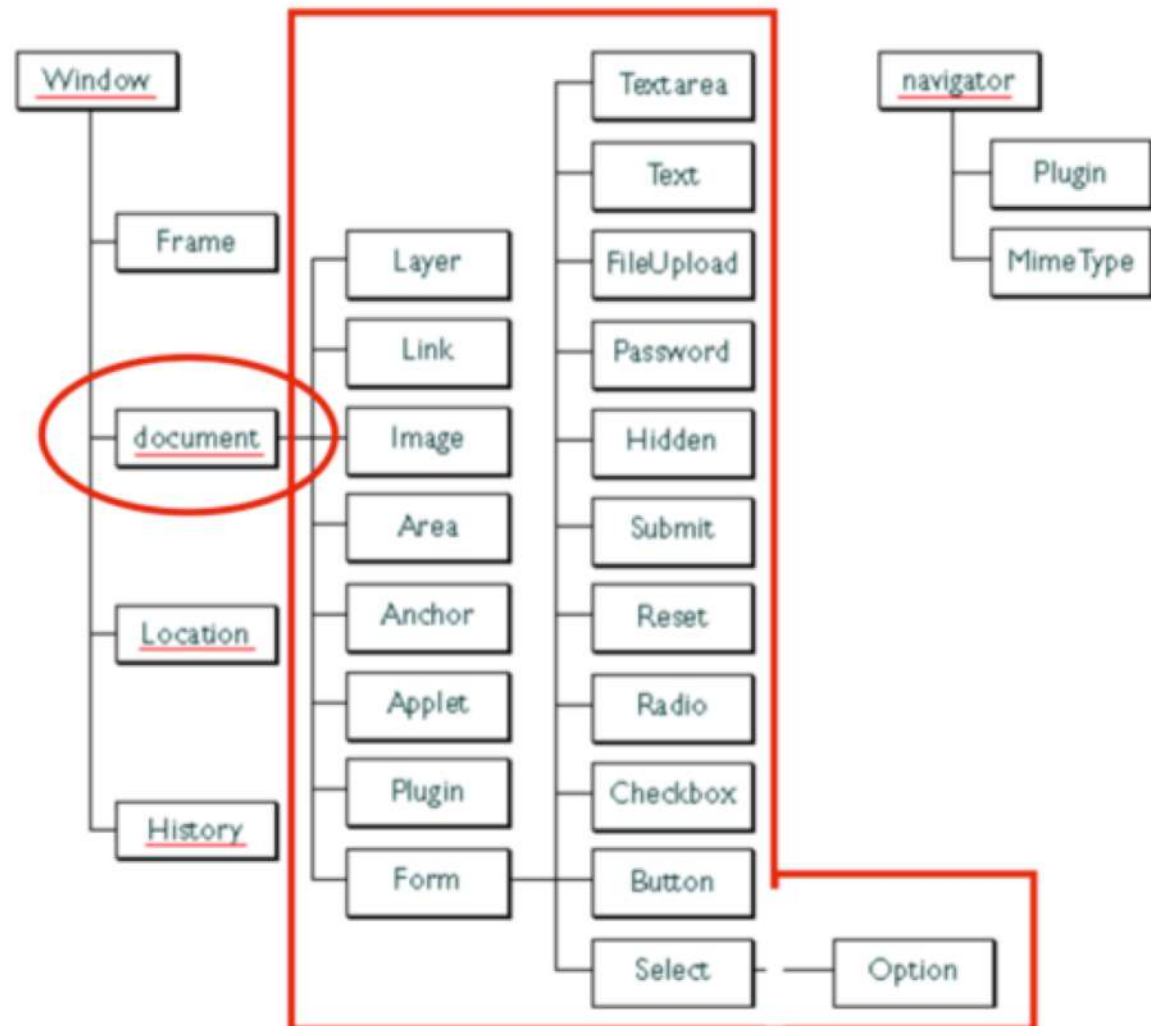 Window
Frame
document
Location
History
Layer
Link
Image
Area
Anchor
Applet
Plugin
Form
Textarea
Text
FileUpload
Password
Hidden
Submit
Reset
Radio
Checkbox
Button
Select
Option
navigator
Plugin
MimeType